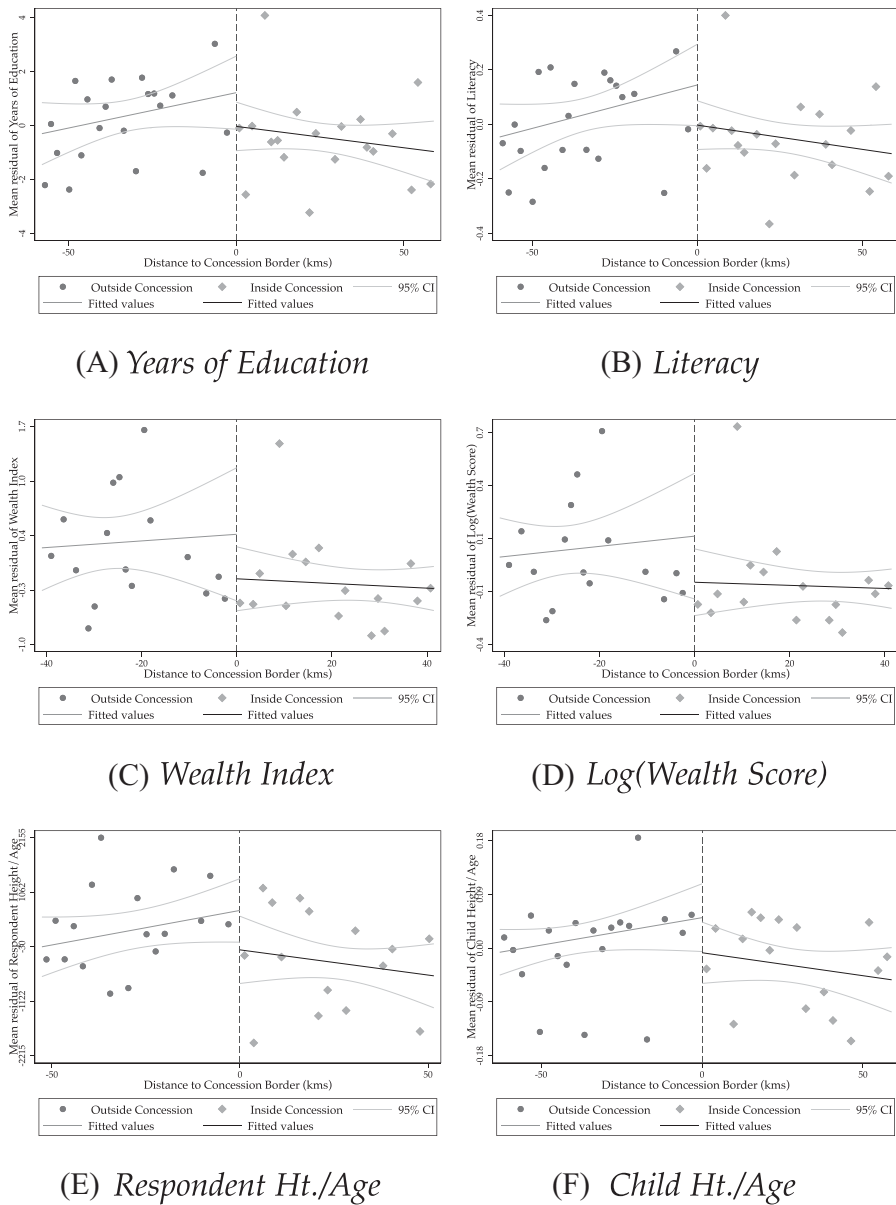 Mean residual of Years of Education
4
2
0
-2
-4
-50
0
50
Distance to Concession Border (kms)
Outside Concession
Inside Concession
95% CI
Fitted values
Fitted values
(A) Years of Education
Mean residual of Literacy
0.4
0.2
0.0
-0.2
-0.4
-50
0
50
Distance to Concession Border (kms)
Outside Concession
Inside Concession
95% CI
Fitted values
Fitted values
(B) Literacy
Mean residual of Wealth Index
1.7
1.0
0.4
-0.3
-1.0
-40
-20
0
20
40
Distance to Concession Border (kms)
Outside Concession
Inside Concession
95% CI
Fitted values
Fitted values
(C) Wealth Index
Mean residual of Log(Wealth Score)
0.7
0.4
0.1
-0.1
-0.4
-40
-20
0
20
40
Distance to Concession Border (kms)
Outside Concession
Inside Concession
95% CI
Fitted values
Fitted values
(D) Log(Wealth Score)
Mean residual of Respondent Height/Age
2155
1062
-30
-1122
-2215
-50
0
50
Distance to Concession Border (kms)
Outside Concession
Inside Concession
95% CI
Fitted values
Fitted values
(E) Respondent Ht./Age
Mean residual of Child Height/Age
0.18
0.09
0.00
-0.09
-0.18
-50
0
50
Distance to Concession Border (kms)
Outside Concession
Inside Concession
95% CI
Fitted values
Fitted values
(F) Child Ht./Age